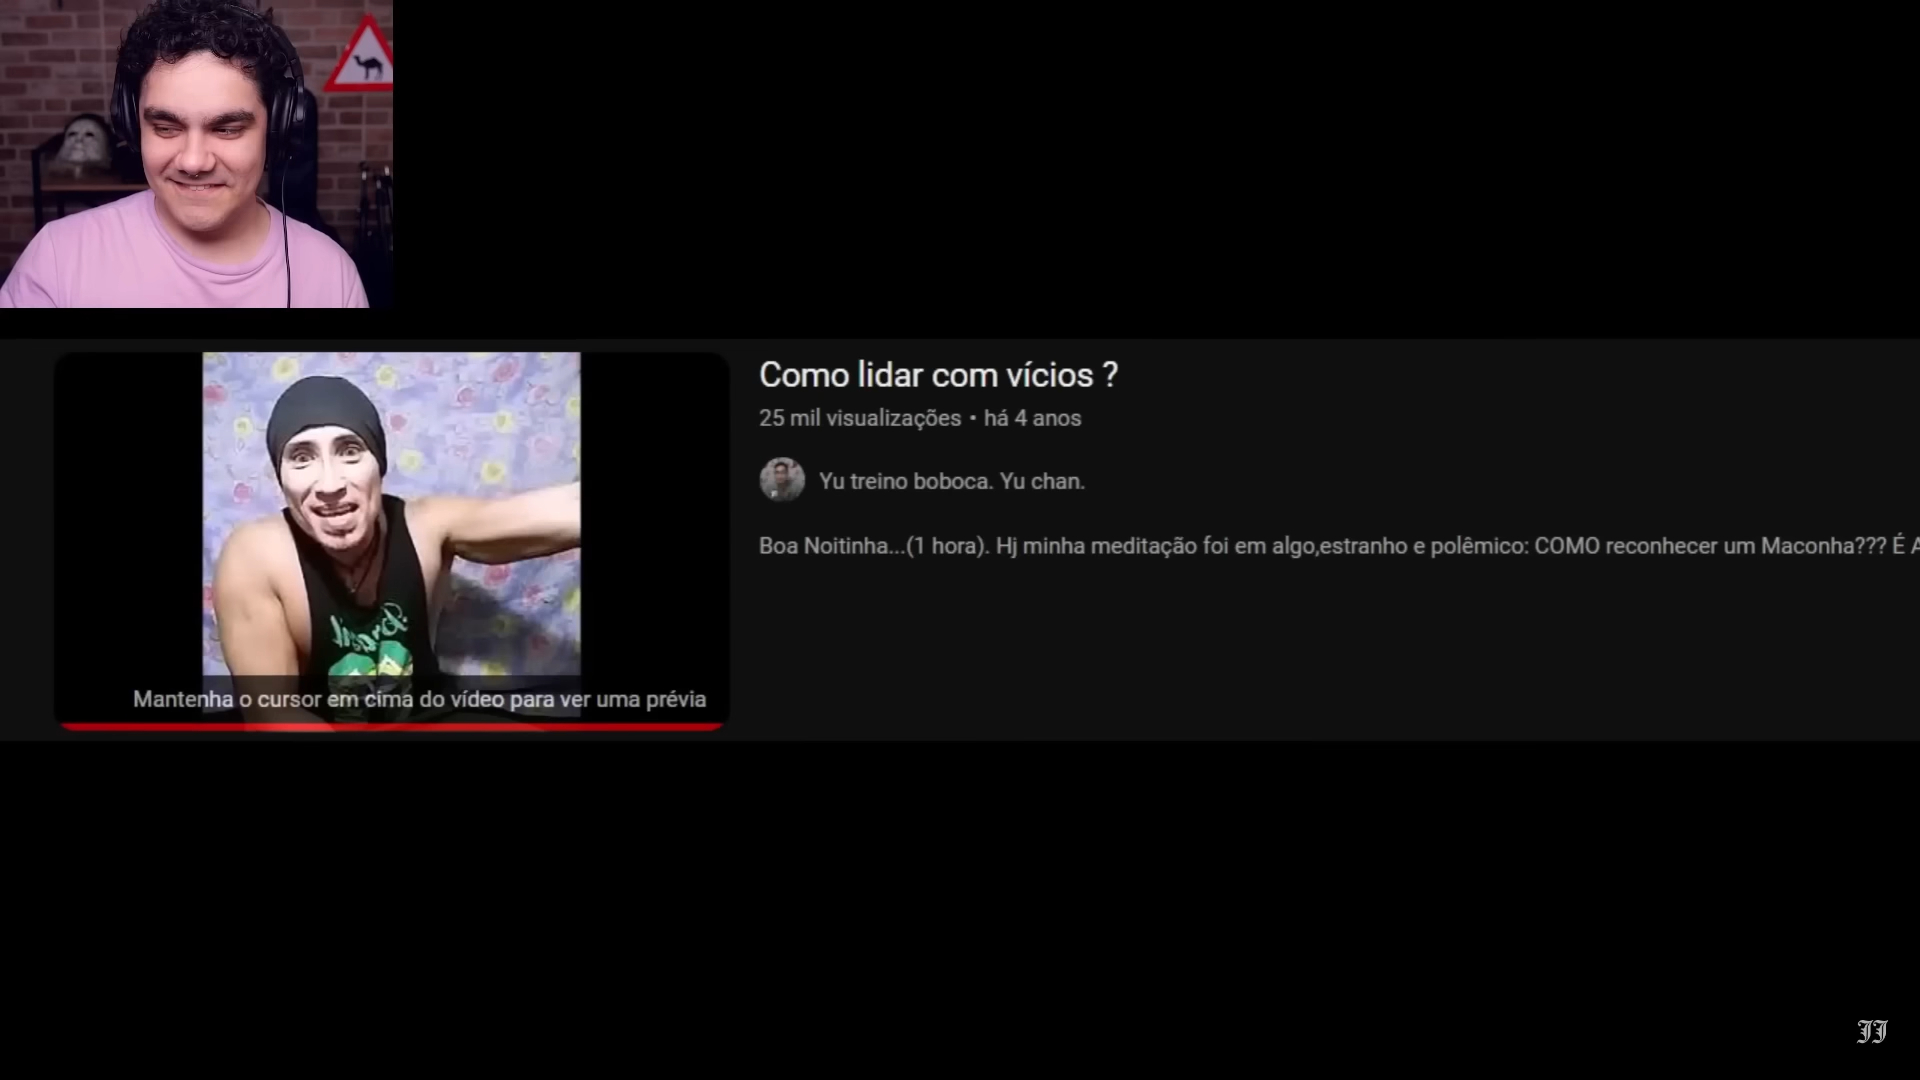 Como lidar com vícios ?
25 mil visualizações • há 4 anos
Yu treino boboca. Yu chan.
Boa Noitinha...(1 hora). Hj minha meditação foi em algo,estranho e polêmico: COMO reconhecer um Maconha??? É A
Brasil
Mantenha o cursor em cima do vídeo para ver uma prévia
JJ